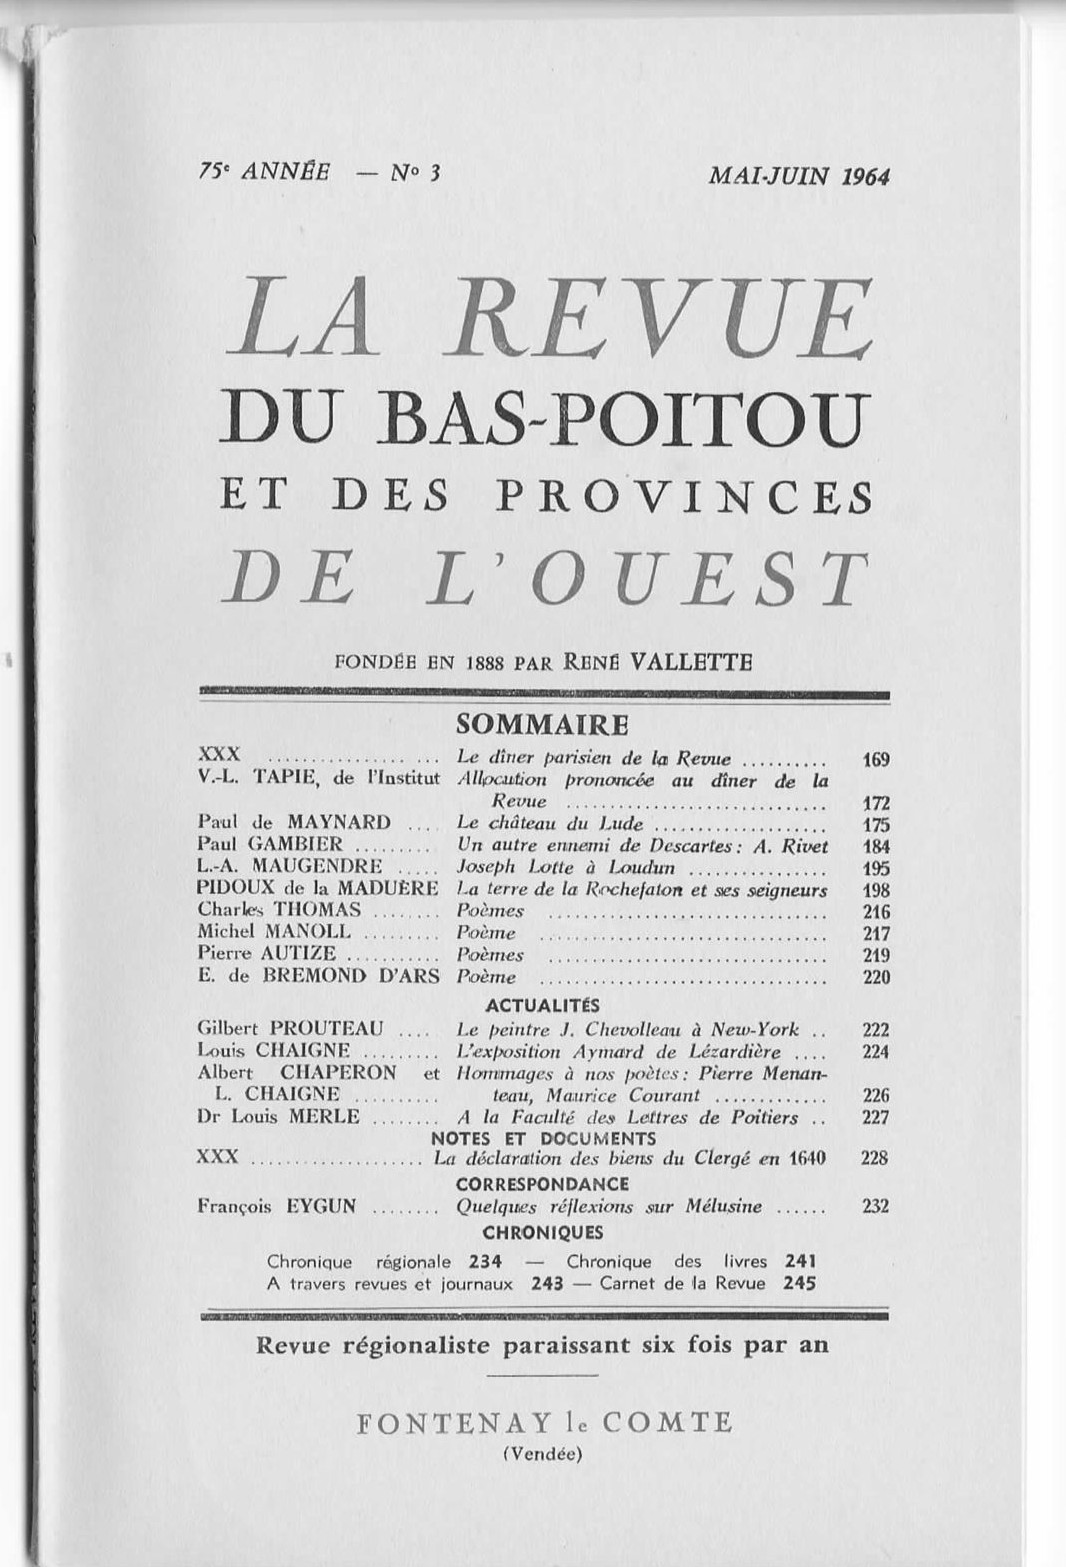 75e ANNÉE — No 3 MAI-JUIN 1964
LA REVUE
DU BAS-POITOU
ET DES PROVINCES
DE L'OUEST
FONDÉE EN 1888 PAR RENÉ VALLETTE
SOMMAIRE
XXX ................ ... Le dîner parisien de la Revue .......... 169
V.-L. TAPIE, de l'Institut Allocution prononcée au dîner de la
Revue .............................. 172
Paul de MAYNARD .... Le château du Lude .................... 175
Paul GAMBIER ......... Un autre ennemi de Descartes : A. Rivet 184
L.-A. MAUGENDRE ..... Joseph Lotte à Loudun ................ 195
PIDOUX de la MADUÈRE La terre de la Rochefaton et ses seigneurs 198
Charles THOMAS ........ Poèmes ................................ 216
Michel MANOLL ......... Poème ................................. 217
Pierre AUTIZE ........... Poèmes ................................ 219
E. de BREMOND D'ARS Poème ................................. 220
ACTUALITÉS
Gilbert PROUTEAU .... Le peintre J. Chevolleau à New-York .. 222
Louis CHAIGNE ......... L'exposition Aymard de Lézardière .... 224
Albert CHAPERON et Hommages à nos poètes : Pierre Menan-
L. CHAIGNE .......... teau, Maurice Courant ............. 226
Dr Louis MERLE ........ A la Faculté des Lettres de Poitiers .. 227
NOTES ET DOCUMENTS
XXX .................... La déclaration des biens du Clergé en 1640 228
CORRESPONDANCE
François EYGUN ........ Quelques réflexions sur Mélusine ...... 232
CHRONIQUES
Chronique régionale 234 — Chronique des livres 241
A travers revues et journaux 243 — Carnet de la Revue 245
Revue régionaliste paraissant six fois par an
FONTENAY le COMTE
(Vendée)